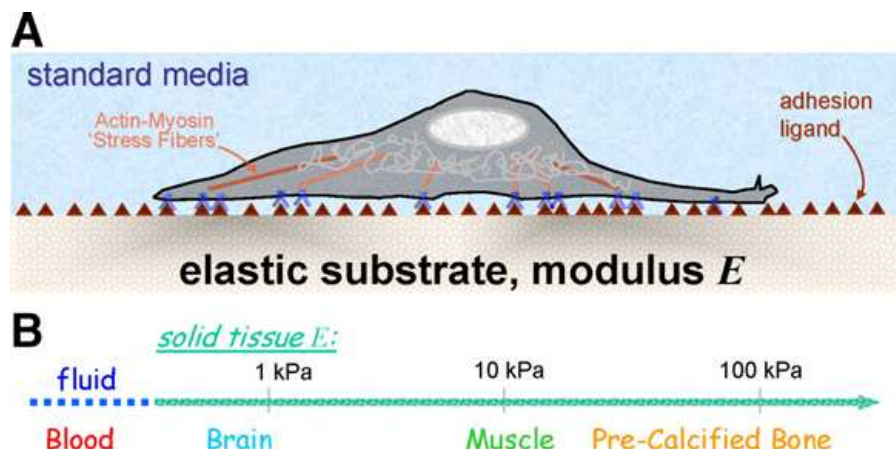 A
standard media
Actin-Myosin
'Stress Fibers'
adhesion
ligand
elastic substrate, modulus E
B
solid tissue E:
fluid
1 kPa
10 kPa
100 kPa
Blood
Brain
Muscle
Pre-Calcified Bone